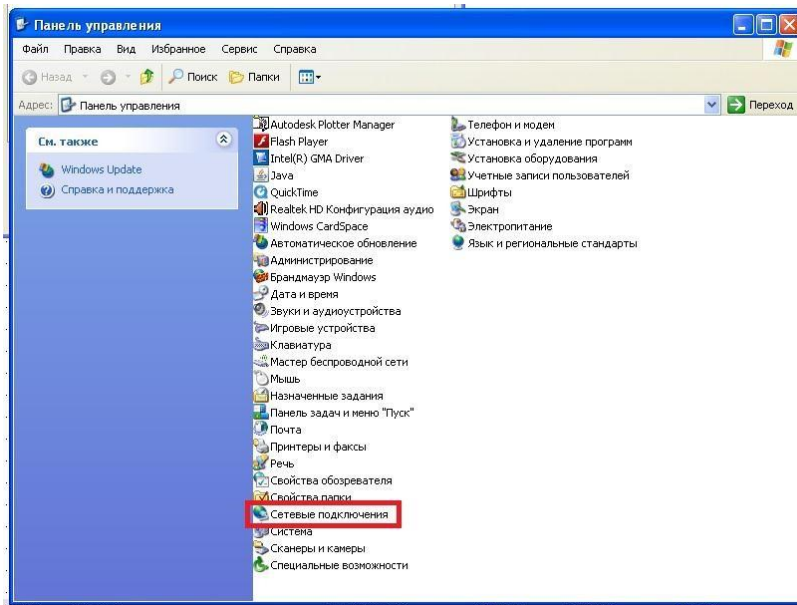 Панель управления
Файл Правка Вид Избранное Сервис Справка
Назад Поиск Папки
Адрес: Панель управления Переход
См. также
Windows Update
Справка и поддержка
Autodesk Plotter Manager
Flash Player
Intel(R) GMA Driver
Java
QuickTime
Realtek HD Конфигурация аудио
Windows CardSpace
Автоматическое обновление
Администрирование
Брандмауэр Windows
Дата и время
Звуки и аудиоустройства
Игровые устройства
Клавиатура
Мастер беспроводной сети
Мышь
Назначенные задания
Панель задач и меню "Пуск"
Почта
Принтеры и факсы
Речь
Свойства обозревателя
Свойства папки
Сетевые подключения
Система
Сканеры и камеры
Специальные возможности
Телефон и модем
Установка и удаление программ
Установка оборудования
Учетные записи пользователей
Шрифты
Экран
Электропитание
Язык и региональные стандарты